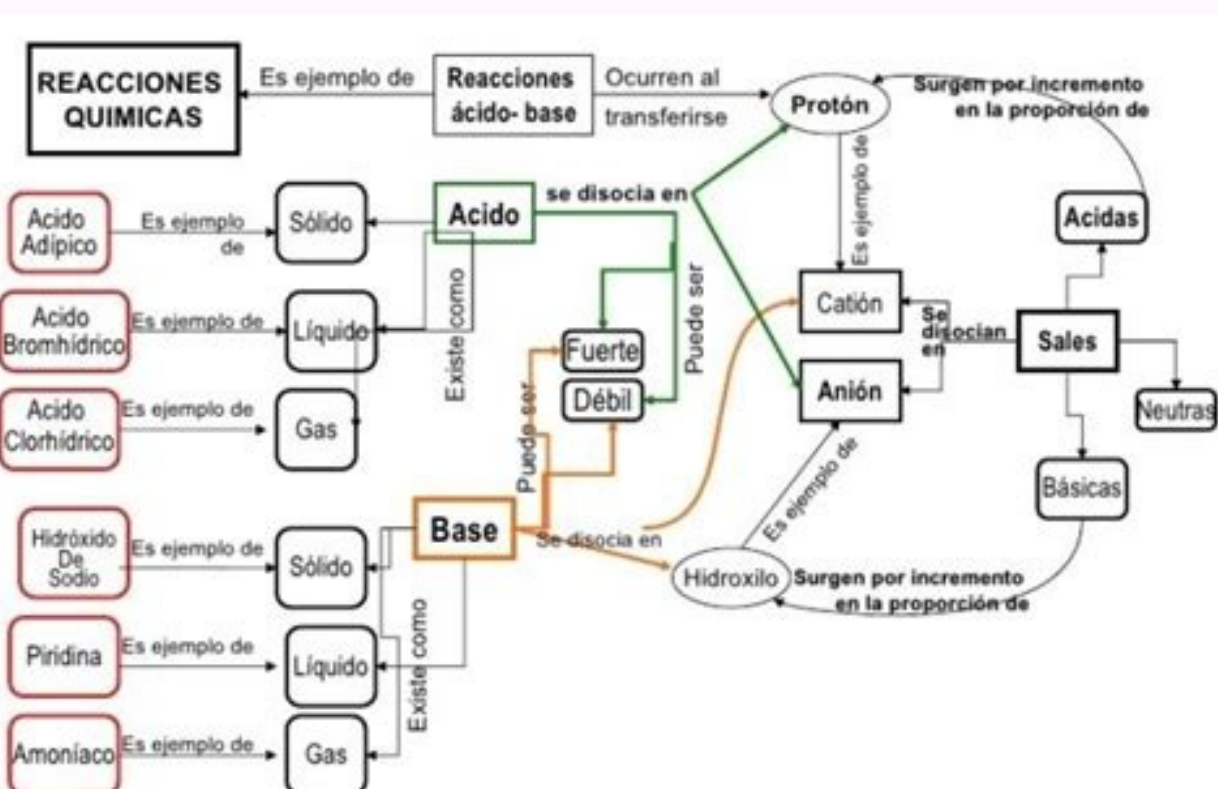 REACCIONES
QUIMICAS
Es ejemplo de
Reacciones
ácido- base
Ocurren al
transferirse
Protón
Surgen por incremento
en la proporción de
Acido
Adípico
Es ejemplo
de
Sólido
Acido
se disocia en
Es ejemplo de
Acidas
Acido
Bromhídrico
Es ejemplo de
Líquido
Existe como
Puede ser
Catión
Se
disocian
en
Sales
Fuerte
Débil
Anión
Neutras
Acido
Clorhídrico
Es ejemplo de
Gas
Puede ser
Es ejemplo de
Básicas
Hidróxido
De
Sodio
Es ejemplo de
Sólido
Base
Se disocia en
Hidroxilo
Surgen por incremento
en la proporción de
Piridina
Es ejemplo de
Líquido
Existe como
Amoníaco
Es ejemplo de
Gas